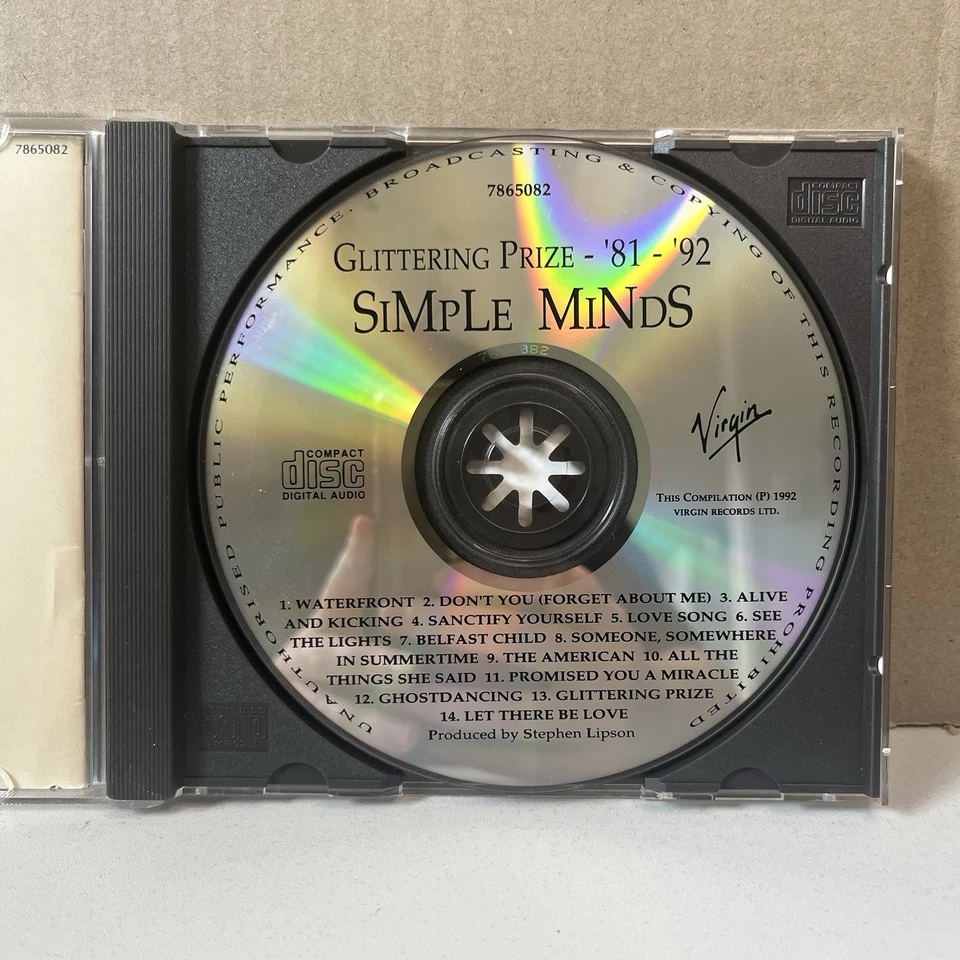 7865082
UNAUTHORISED PUBLIC PERFORMANCE, BROADCASTING & COPYING OF THIS RECORDING PROHIBITED
7865082
COMPACT
disc
DIGITAL AUDIO
GLITTERING PRIZE - '81 - '92
SiMpLe MiNdS
Virgin
COMPACT
disc
DIGITAL AUDIO
THIS COMPILATION (P) 1992
VIRGIN RECORDS LTD.
1. WATERFRONT 2. DON'T YOU (FORGET ABOUT ME) 3. ALIVE
AND KICKING 4. SANCTIFY YOURSELF 5. LOVE SONG 6. SEE
THE LIGHTS 7. BELFAST CHILD 8. SOMEONE, SOMEWHERE
IN SUMMERTIME 9. THE AMERICAN 10. ALL THE
THINGS SHE SAID 11. PROMISED YOU A MIRACLE
12. GHOSTDANCING 13. GLITTERING PRIZE
14. LET THERE BE LOVE
Produced by Stephen Lipson